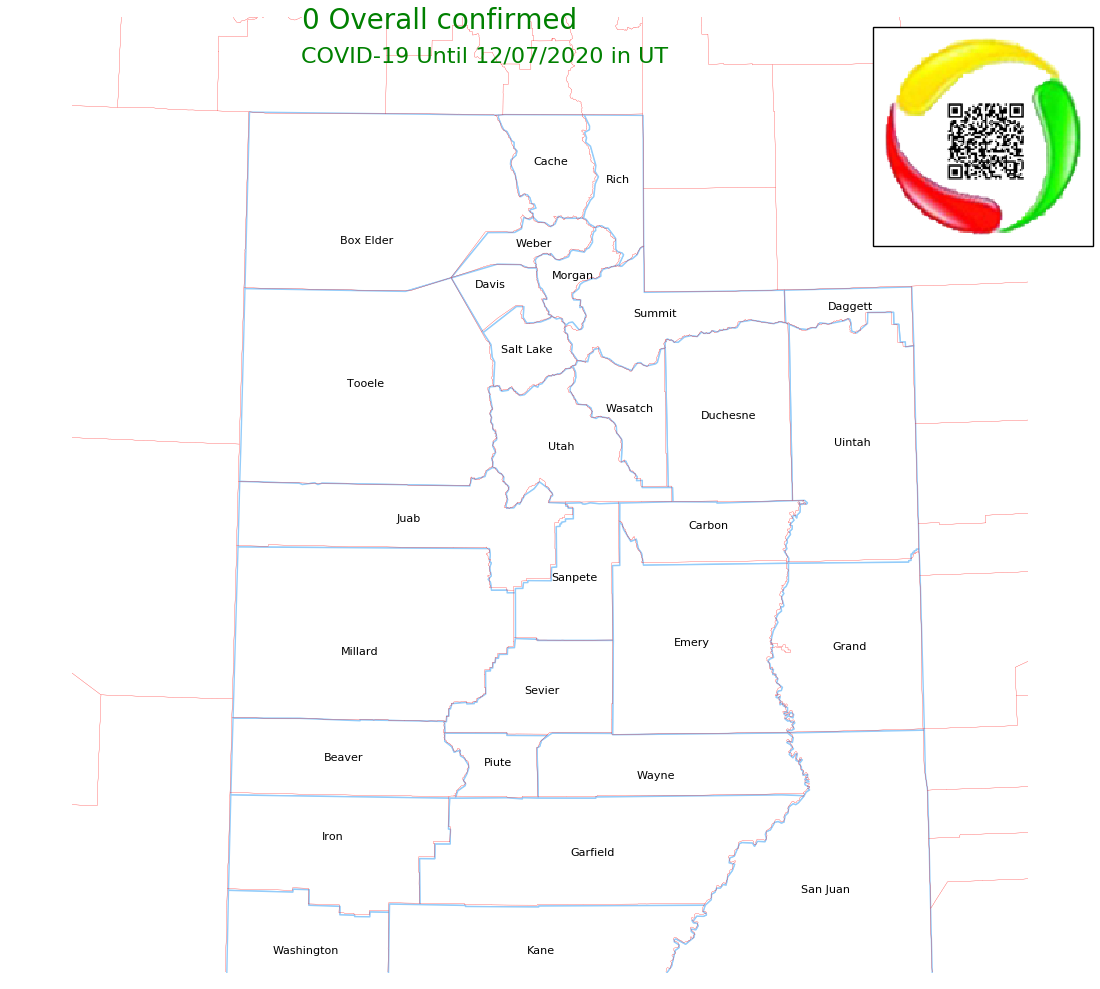 0 Overall confirmed
COVID-19 Until 12/07/2020 in UT
Cache
Rich
Box Elder
Weber
Morgan
Davis
Daggett
Summit
Salt Lake
Tooele
Wasatch
Duchesne
Uintah
Utah
Juab
Carbon
Sanpete
Emery
Grand
Millard
Sevier
Beaver
Piute
Wayne
Iron
Garfield
San Juan
Washington
Kane